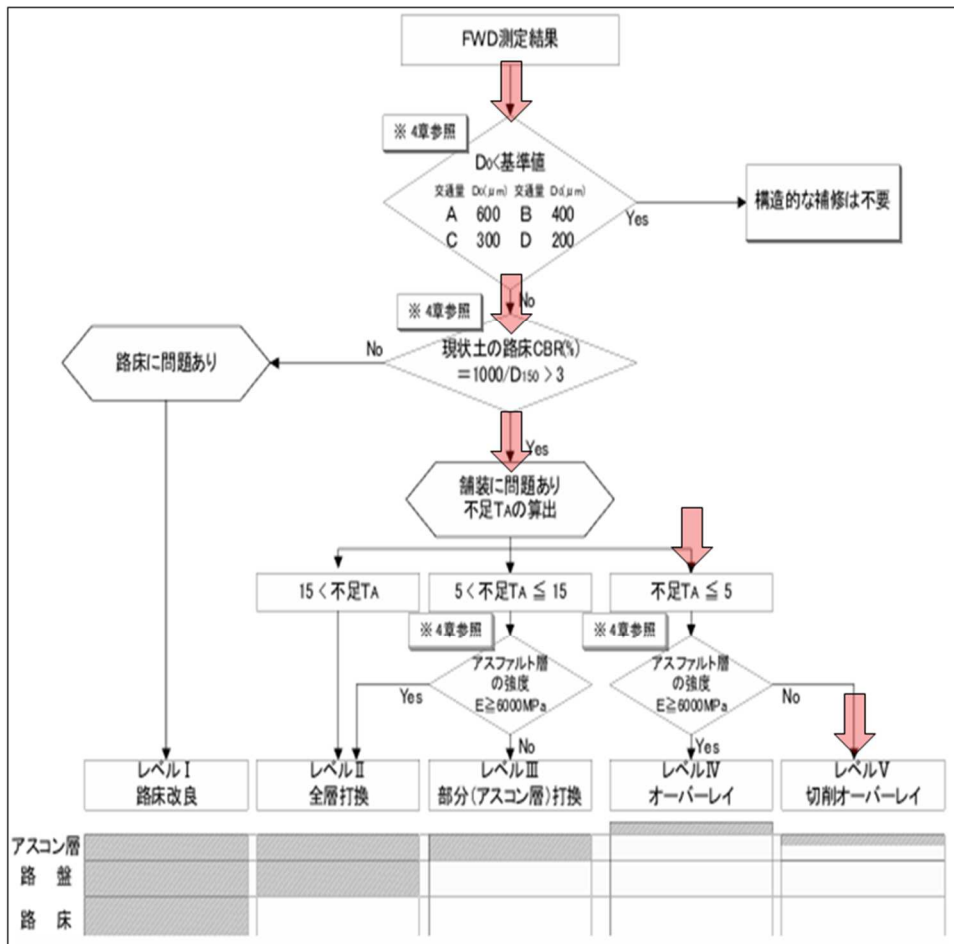 FWD測定結果
※ 4章参照
D0<基準値
交通量 D0(μm) 交通量 D0(μm)
A 600 B 400
C 300 D 200
Yes
構造的な補修は不要
No
※ 4章参照
現状土の路床CBR(%)
=1000/D150 > 3
No
路床に問題あり
Yes
舗装に問題あり
不足TAの算出
15 < 不足TA
5 < 不足TA ≦ 15
不足TA ≦ 5
※ 4章参照
※ 4章参照
アスファルト層
の強度
E≧6000MPa
Yes
No
アスファルト層
の強度
E≧6000MPa
No
Yes
レベルⅠ
路床改良
レベルⅡ
全層打換
レベルⅢ
部分(アスコン層)打換
レベルⅣ
オーバーレイ
レベルⅤ
切削オーバーレイ
アスコン層
路 盤
路 床